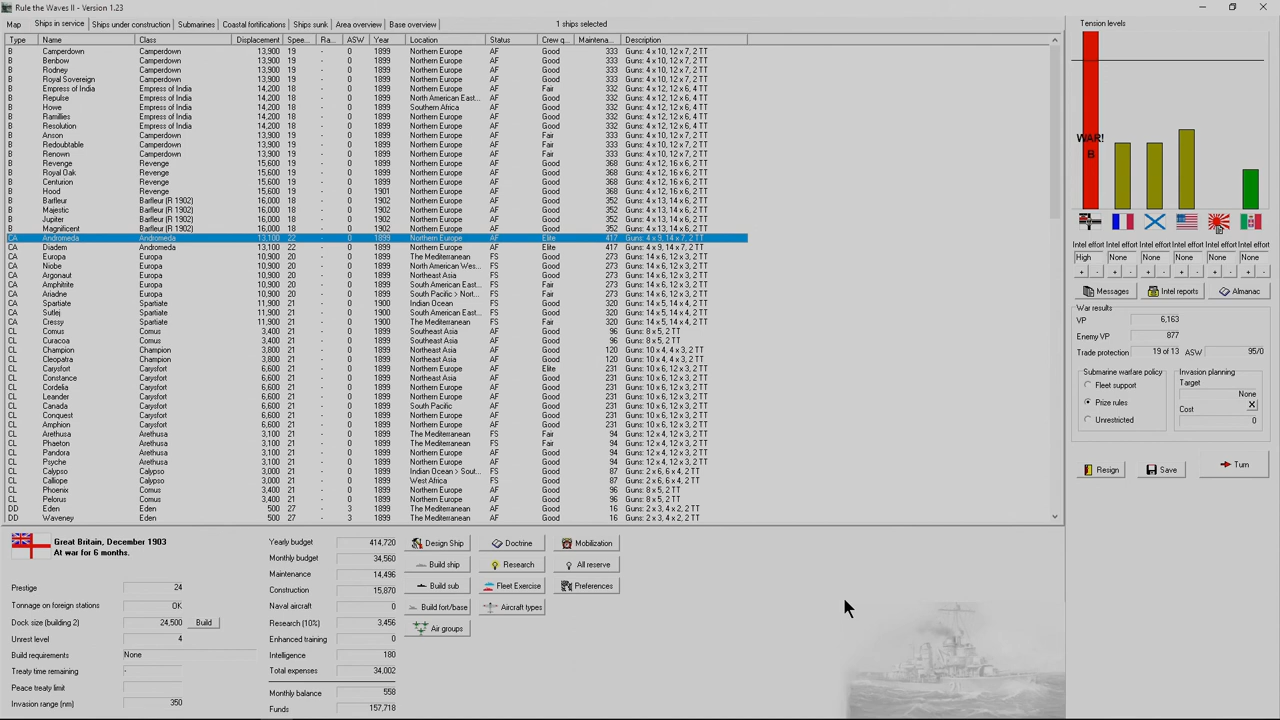 Rule the Waves II - Version 1.23
Map Ships in service Ships under construction Submarines Coastal fortifications Ships sunk Area overview Base overview 1 ships selected
Type Name Class Displacement Spee... Ra... ASW Year Location Status Crew q... Maintena... Description
B Camperdown Camperdown 13,900 19 - 0 1899 Northern Europe AF Good 333 Guns: 4 x 10, 12 x 7, 2 TT
B Benbow Camperdown 13,900 19 - 0 1899 Northern Europe AF Good 333 Guns: 4 x 10, 12 x 7, 2 TT
B Rodney Camperdown 13,900 19 - 0 1899 Northern Europe AF Good 333 Guns: 4 x 10, 12 x 7, 2 TT
B Royal Sovereign Camperdown 13,900 19 - 0 1899 Northern Europe AF Good 333 Guns: 4 x 10, 12 x 7, 2 TT
B Empress of India Empress of India 14,200 18 - 0 1899 Northern Europe AF Fair 332 Guns: 4 x 12, 12 x 6, 4 TT
B Repulse Empress of India 14,200 18 - 0 1899 North American East... AF Good 332 Guns: 4 x 12, 12 x 6, 4 TT
B Howe Empress of India 14,200 18 - 0 1899 Southern Africa AF Good 332 Guns: 4 x 12, 12 x 6, 4 TT
B Ramillies Empress of India 14,200 18 - 0 1899 Northern Europe AF Good 332 Guns: 4 x 12, 12 x 6, 4 TT
B Resolution Empress of India 14,200 18 - 0 1899 Northern Europe AF Good 332 Guns: 4 x 12, 12 x 6, 4 TT
B Anson Camperdown 13,900 19 - 0 1899 Northern Europe AF Fair 333 Guns: 4 x 10, 12 x 7, 2 TT
B Redoubtable Camperdown 13,900 19 - 0 1899 Northern Europe AF Fair 333 Guns: 4 x 10, 12 x 7, 2 TT
B Renown Camperdown 13,900 19 - 0 1899 Northern Europe AF Fair 333 Guns: 4 x 10, 12 x 7, 2 TT
B Revenge Revenge 15,600 19 - 0 1899 Northern Europe AF Good 368 Guns: 4 x 12, 16 x 6, 2 TT
B Royal Oak Revenge 15,600 19 - 0 1899 Northern Europe AF Good 368 Guns: 4 x 12, 16 x 6, 2 TT
B Centurion Revenge 15,600 19 - 0 1899 Northern Europe AF Good 368 Guns: 4 x 12, 16 x 6, 2 TT
B Hood Revenge 15,600 19 - 0 1901 Northern Europe AF Good 368 Guns: 4 x 12, 16 x 6, 2 TT
B Barfleur Barfleur (R 1902) 16,000 18 - 0 1902 Northern Europe AF Good 352 Guns: 4 x 13, 14 x 6, 2 TT
B Majestic Barfleur (R 1902) 16,000 18 - 0 1902 Northern Europe AF Good 352 Guns: 4 x 13, 14 x 6, 2 TT
B Jupiter Barfleur (R 1902) 16,000 18 - 0 1902 Northern Europe AF Good 352 Guns: 4 x 13, 14 x 6, 2 TT
B Magnificent Barfleur (R 1902) 16,000 18 - 0 1902 Northern Europe AF Good 352 Guns: 4 x 13, 14 x 6, 2 TT
CA Andromeda Andromeda 13,100 22 - 0 1899 Northern Europe AF Elite 417 Guns: 4 x 9, 14 x 7, 2 TT
CA Diadem Andromeda 13,100 22 - 0 1899 Northern Europe AF Elite 417 Guns: 4 x 9, 14 x 7, 2 TT
CA Europa Europa 10,900 20 - 0 1899 The Mediterranean AF Good 273 Guns: 14 x 6, 12 x 3, 2 TT
CA Niobe Europa 10,900 20 - 0 1899 North American Wes... AF Good 273 Guns: 14 x 6, 12 x 3, 2 TT
CA Argonaut Europa 10,900 20 - 0 1899 Northeast Asia AF Good 273 Guns: 14 x 6, 12 x 3, 2 TT
CA Amphitrite Europa 10,900 20 - 0 1899 South American East... AF Fair 273 Guns: 14 x 6, 12 x 3, 2 TT
CA Ariadne Europa 10,900 20 - 0 1899 South Pacific > Nort... AF Fair 273 Guns: 14 x 6, 12 x 3, 2 TT
CA Spartiate Spartiate 11,900 21 - 0 1900 Indian Ocean AF Good 320 Guns: 14 x 5, 14 x 4, 2 TT
CA Sutlej Spartiate 11,900 21 - 0 1900 Southeast Asia AF Good 320 Guns: 14 x 5, 14 x 4, 2 TT
CA Cressy Spartiate 11,900 21 - 0 1900 The Mediterranean AF Fair 320 Guns: 14 x 5, 14 x 4, 2 TT
CL Comus Comus 3,400 21 - 0 1899 Southeast Asia AF Good 96 Guns: 8 x 5, 2 TT
CL Curacoa Comus 3,400 21 - 0 1899 Southeast Asia AF Good 96 Guns: 8 x 5, 2 TT
CL Champion Champion 3,800 21 - 0 1899 Northeast Asia AF Good 120 Guns: 10 x 4, 4 x 3, 2 TT
CL Cleopatra Champion 3,800 21 - 0 1899 Northeast Asia AF Good 120 Guns: 10 x 4, 4 x 3, 2 TT
CL Carysfort Carysfort 6,600 21 - 0 1899 Northern Europe AF Elite 231 Guns: 10 x 6, 12 x 3, 2 TT
CL Constance Carysfort 6,600 21 - 0 1899 Northeast Asia AF Good 231 Guns: 10 x 6, 12 x 3, 2 TT
CL Cordelia Carysfort 6,600 21 - 0 1899 Northern Europe AF Good 231 Guns: 10 x 6, 12 x 3, 2 TT
CL Leander Carysfort 6,600 21 - 0 1899 Northern Europe AF Good 231 Guns: 10 x 6, 12 x 3, 2 TT
CL Canada Carysfort 6,600 21 - 0 1899 South Pacific AF Good 231 Guns: 10 x 6, 12 x 3, 2 TT
CL Conquest Carysfort 6,600 21 - 0 1899 Northern Europe AF Good 231 Guns: 10 x 6, 12 x 3, 2 TT
CL Amphion Carysfort 6,600 21 - 0 1899 Northern Europe AF Good 231 Guns: 10 x 6, 12 x 3, 2 TT
CL Arethusa Arethusa 3,100 21 - 0 1899 The Mediterranean FS Fair 94 Guns: 12 x 4, 12 x 3, 2 TT
CL Phaeton Arethusa 3,100 21 - 0 1899 The Mediterranean FS Fair 94 Guns: 12 x 4, 12 x 3, 2 TT
CL Pandora Arethusa 3,100 21 - 0 1899 Northern Europe AF Good 94 Guns: 12 x 4, 12 x 3, 2 TT
CL Psyche Arethusa 3,100 21 - 0 1899 The Mediterranean FS Good 94 Guns: 12 x 4, 12 x 3, 2 TT
CL Calypso Calypso 3,000 21 - 0 1899 Indian Ocean > Sout... FS Good 87 Guns: 2 x 6, 6 x 4, 2 TT
CL Calliope Calypso 3,000 21 - 0 1899 West Africa FS Good 87 Guns: 2 x 6, 6 x 4, 2 TT
CL Phoenix Comus 3,400 21 - 0 1899 Northern Europe AF Good 96 Guns: 8 x 5, 2 TT
CL Pelorus Comus 3,400 21 - 0 1899 Northern Europe AF Good 96 Guns: 8 x 5, 2 TT
DD Eden Eden 500 27 - 3 1899 The Mediterranean FS Good 16 Guns: 2 x 3, 4 x 2, 2 TT
DD Waveney Eden 500 27 - 3 1899 The Mediterranean FS Good 16 Guns: 2 x 3, 4 x 2, 2 TT
Great Britain, December 1903
At war for 6 months.
Prestige 24
Tonnage on foreign stations OK
Dock size (building 2) 24,500 Build
Unrest level 4
Build requirements None
Treaty time remaining -
Peace treaty limit
Invasion range (nm) 350
Yearly budget 414,720
Monthly budget 34,560
Maintenance 14,496
Construction 15,870
Naval aircraft 0
Research (10%) 3,456
Enhanced training 0
Intelligence 180
Total expenses 34,002
Monthly balance 558
Funds 157,718
Design Ship Doctrine Mobilization
Build ship Research All reserve
Build sub Fleet Exercise Preferences
Build fort/base Aircraft types
Air groups
Tension levels
WAR!
B
Intel effort Intel effort Intel effort Intel effort Intel effort Intel effort
High None None None None None
+ - + - + - + - + - + -
Messages Intel reports Almanac
War results
VP 6,163
Enemy VP 877
Trade protection 19 of 13 ASW 95/0
Submarine warfare policy
Fleet support
Prize rules
Unrestricted
Invasion planning
Target
None
Cost X
0
Resign Save Turn